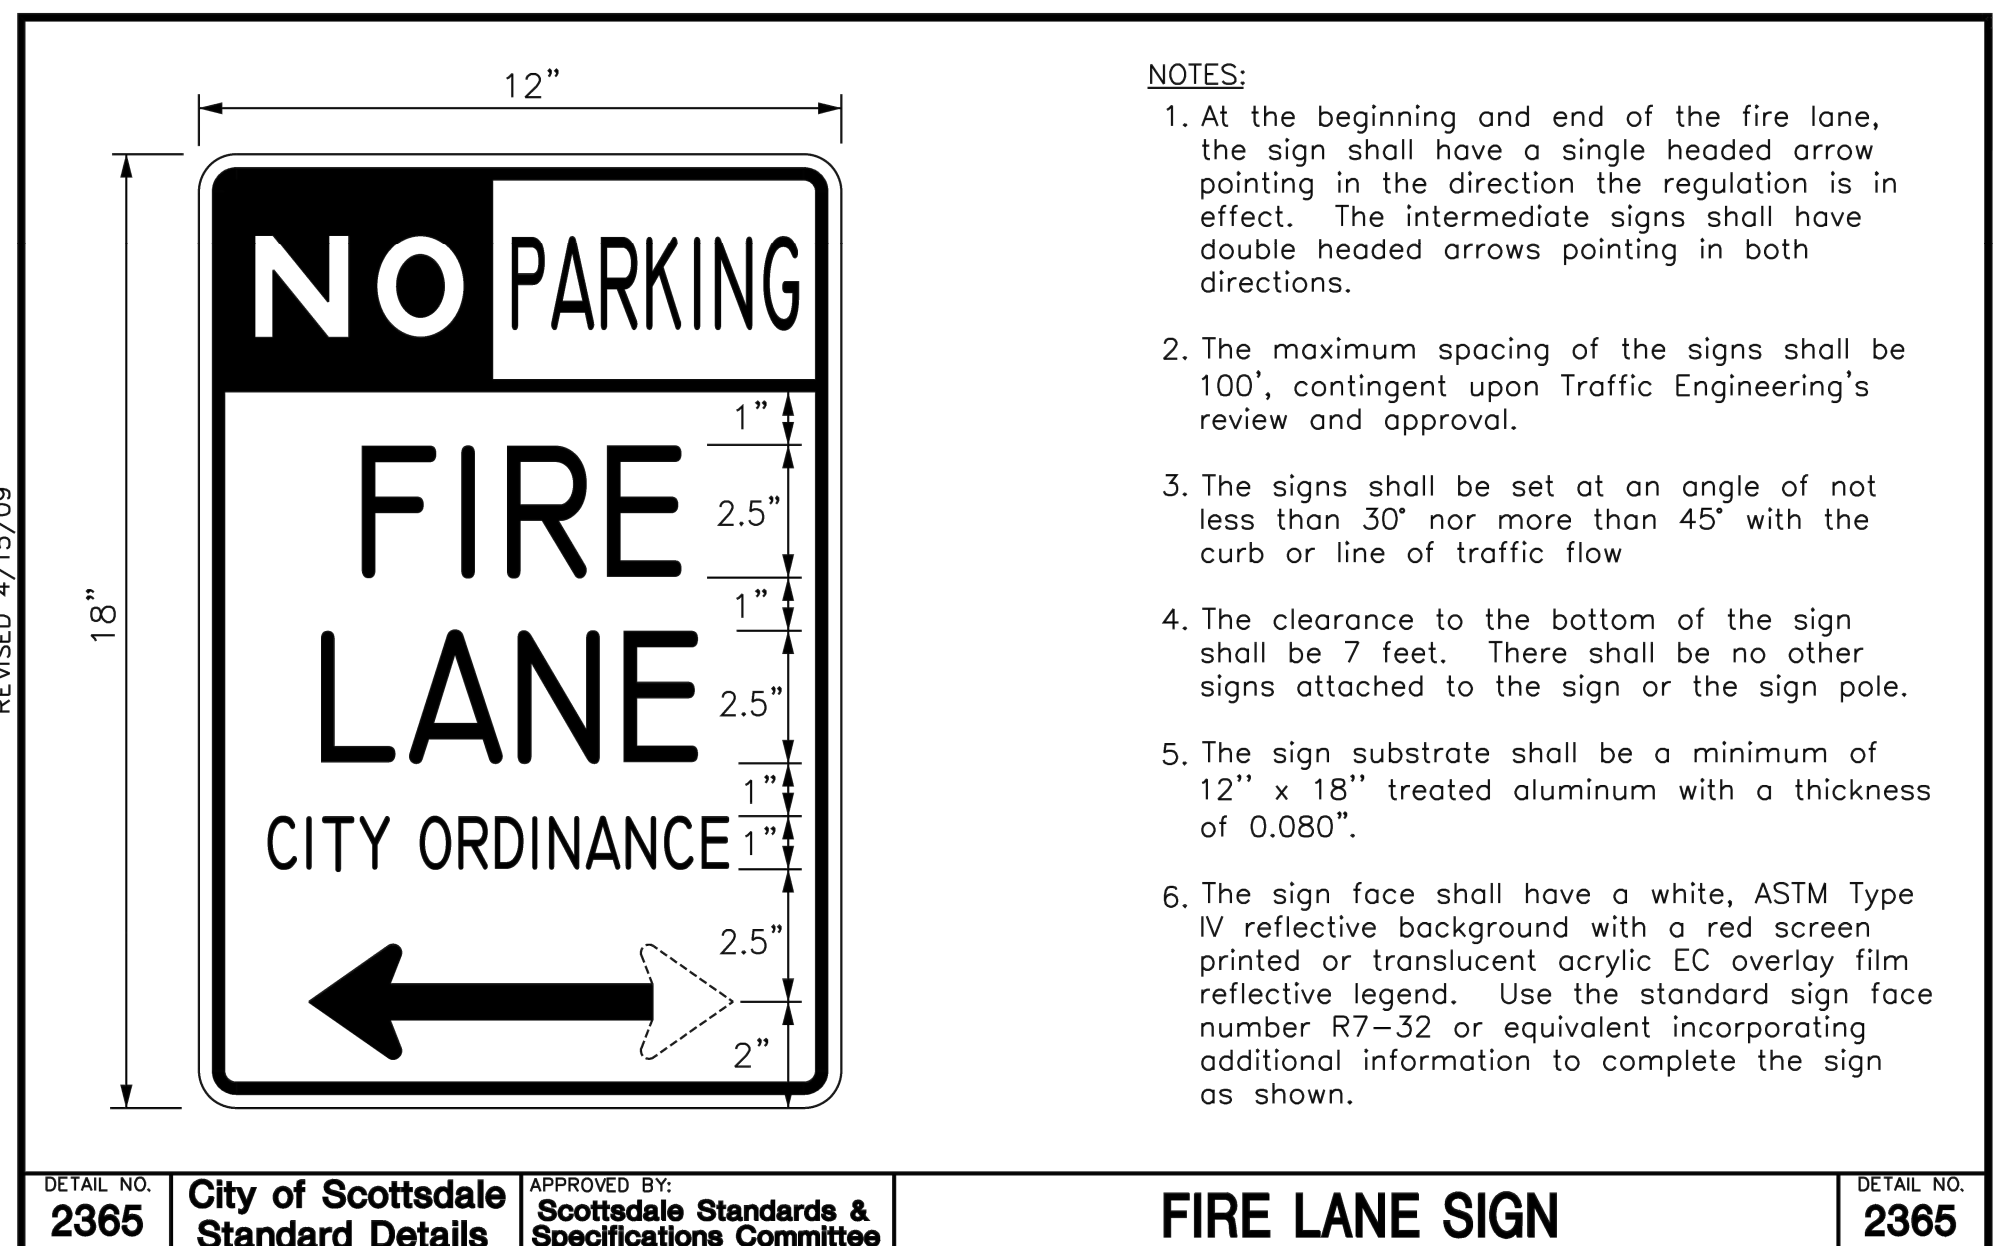 12”
18”
NO PARKING
1”
FIRE
2.5”
1”
LANE
2.5”
1”
CITY ORDINANCE
1”
2.5”
2”
NOTES:
1. At the beginning and end of the fire lane,
the sign shall have a single headed arrow
pointing in the direction the regulation is in
effect. The intermediate signs shall have
double headed arrows pointing in both
directions.
2. The maximum spacing of the signs shall be
100’, contingent upon Traffic Engineering’s
review and approval.
3. The signs shall be set at an angle of not
less than 30° nor more than 45° with the
curb or line of traffic flow
4. The clearance to the bottom of the sign
shall be 7 feet. There shall be no other
signs attached to the sign or the sign pole.
5. The sign substrate shall be a minimum of
12’’ x 18’’ treated aluminum with a thickness
of 0.080”.
6. The sign face shall have a white, ASTM Type
IV reflective background with a red screen
printed or translucent acrylic EC overlay film
reflective legend. Use the standard sign face
number R7–32 or equivalent incorporating
additional information to complete the sign
as shown.
REVISED 4/15/09
DETAIL NO.
2365
City of Scottsdale
Standard Details
APPROVED BY:
Scottsdale Standards &
Specifications Committee
FIRE LANE SIGN
DETAIL NO.
2365